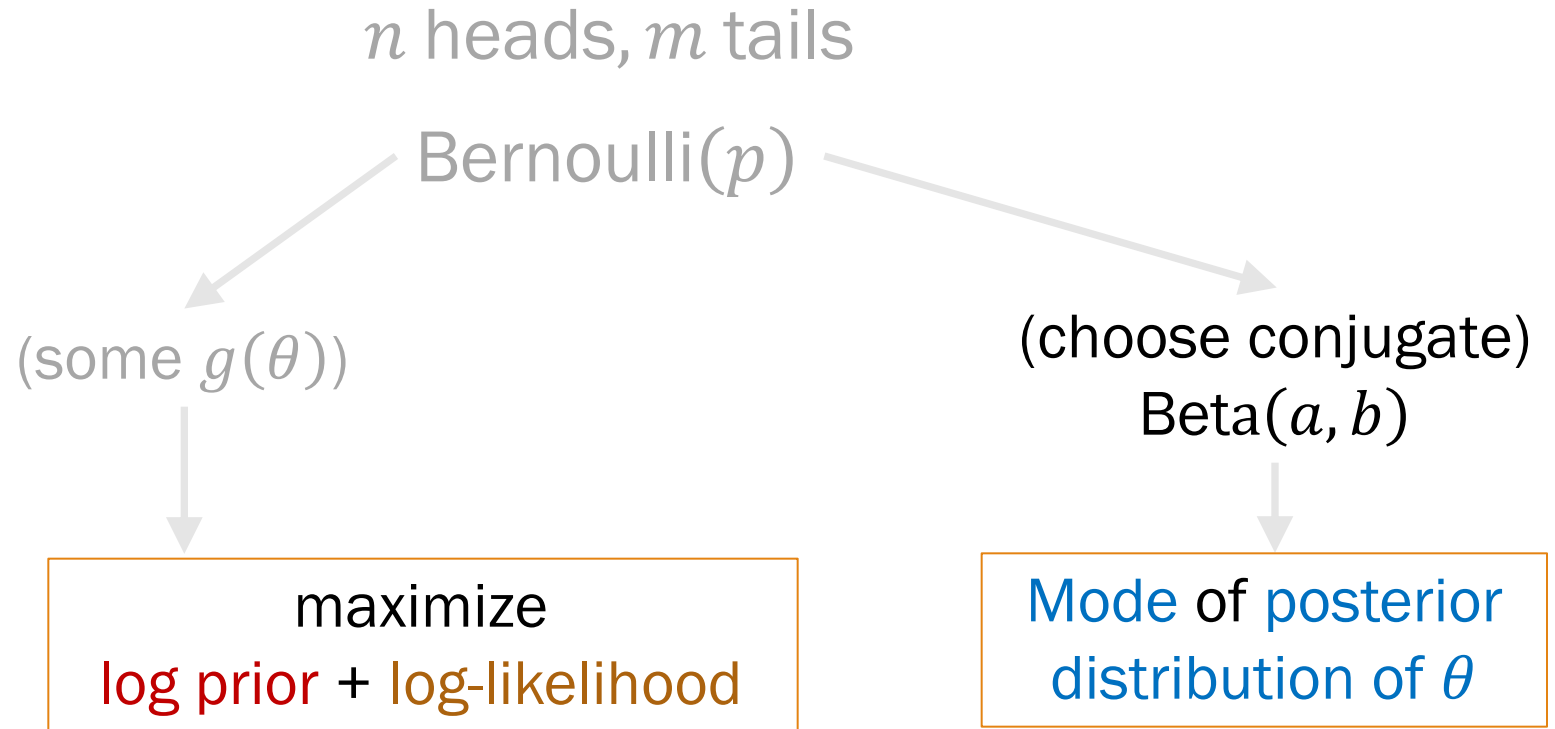 n heads, m tails
Bernoulli(p)
(some g(θ))
maximize
log prior + log-likelihood
(choose conjugate)
Beta(a, b)
Mode of posterior
distribution of θ